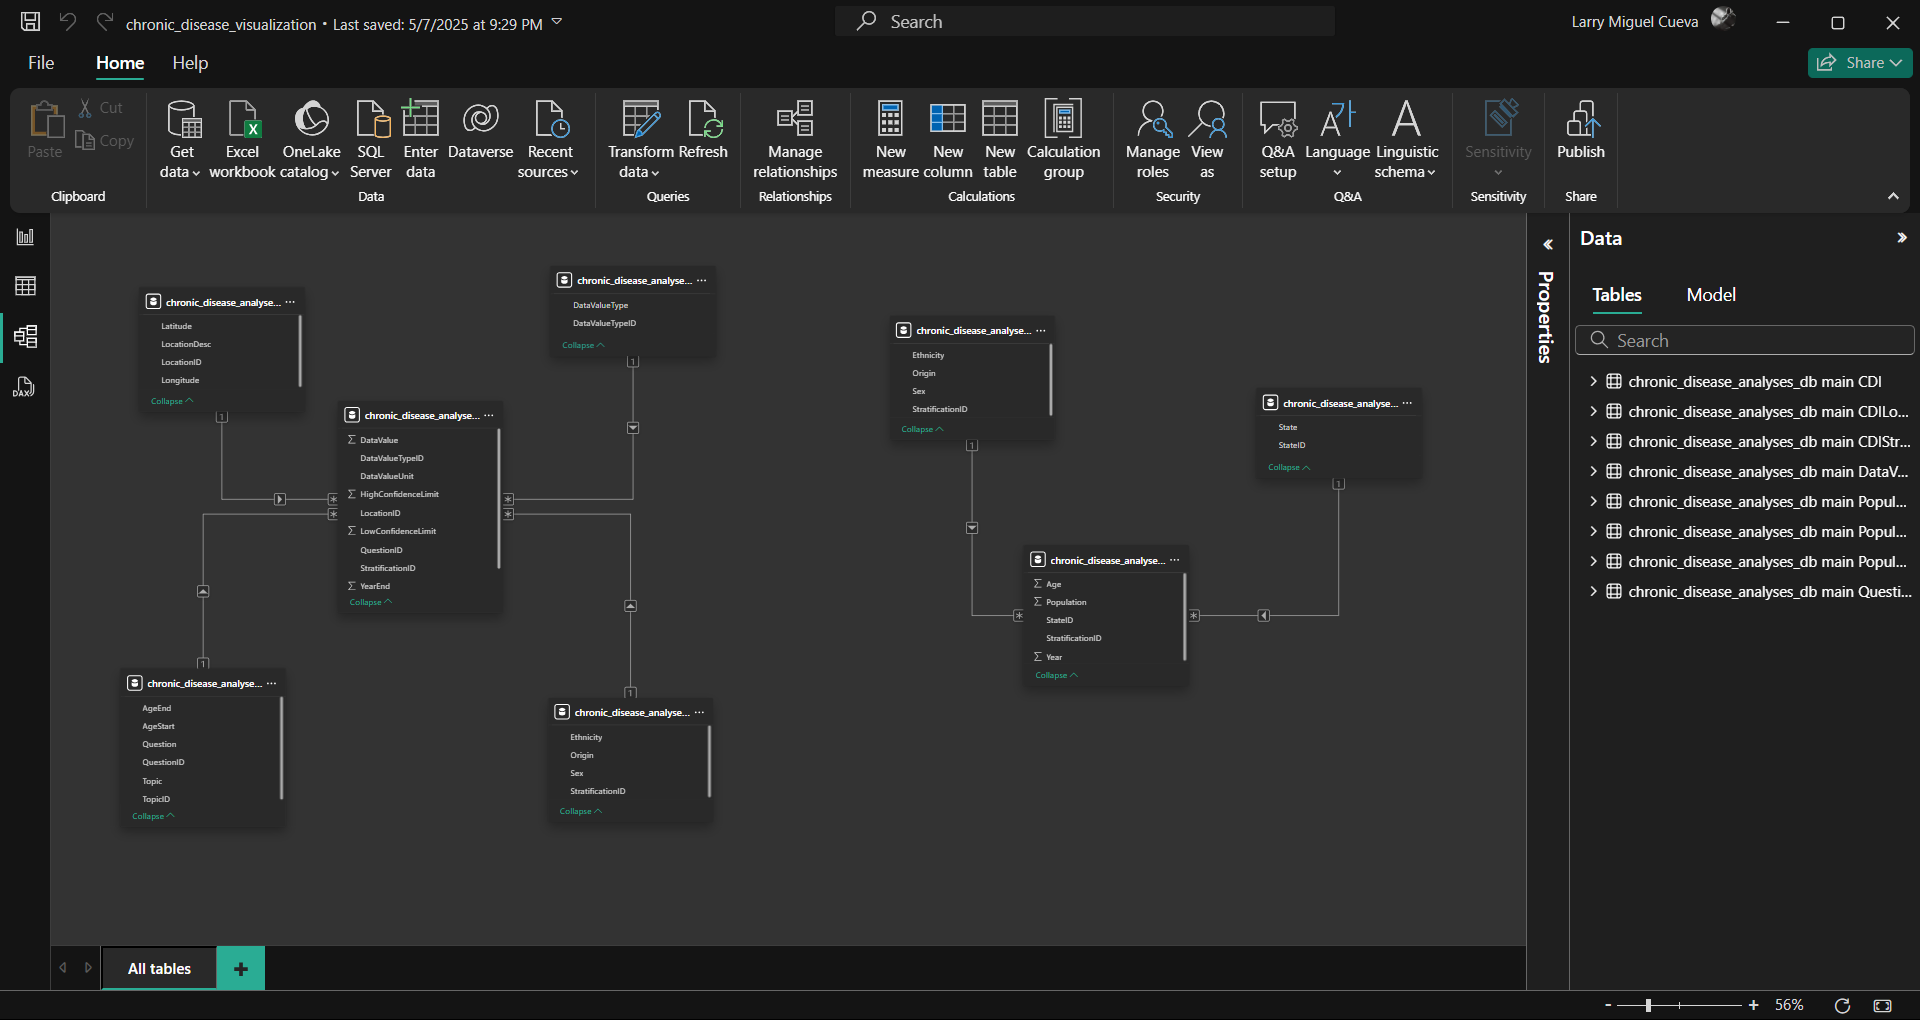 chronic_disease_visualization • Last saved: 5/7/2025 at 9:29 PM
Search
Larry Miguel Cueva
File
Home
Help
Share
Paste
Cut
Copy
Clipboard
Get data
Excel workbook
OneLake catalog
SQL Server
Enter data
Dataverse
Recent sources
Data
Transform data
Refresh
Queries
Manage relationships
Relationships
New measure
New column
New table
Calculation group
Calculations
Manage roles
View as
Security
Q&A setup
Language
Linguistic schema
Q&A
Sensitivity
Sensitivity
Publish
Share
DAX
chronic_disease_analyse... ...
Latitude
LocationDesc
LocationID
Longitude
Collapse
1
chronic_disease_analyse... ...
DataValueType
DataValueTypeID
Collapse
1
chronic_disease_analyse... ...
Σ DataValue
DataValueTypeID
DataValueUnit
Σ HighConfidenceLimit
LocationID
Σ LowConfidenceLimit
QuestionID
StratificationID
Σ YearEnd
Collapse
*
*
*
*
1
chronic_disease_analyse... ...
AgeEnd
AgeStart
Question
QuestionID
Topic
TopicID
Collapse
1
chronic_disease_analyse... ...
Ethnicity
Origin
Sex
StratificationID
Collapse
chronic_disease_analyse... ...
Ethnicity
Origin
Sex
StratificationID
Collapse
1
chronic_disease_analyse... ...
State
StateID
Collapse
1
chronic_disease_analyse... ...
Σ Age
Σ Population
StateID
StratificationID
Σ Year
Collapse
*
*
Properties
Data
Tables
Model
Search
chronic_disease_analyses_db main CDI
chronic_disease_analyses_db main CDILo...
chronic_disease_analyses_db main CDIStr...
chronic_disease_analyses_db main DataV...
chronic_disease_analyses_db main Popul...
chronic_disease_analyses_db main Popul...
chronic_disease_analyses_db main Popul...
chronic_disease_analyses_db main Questi...
All tables
+
- + 56%